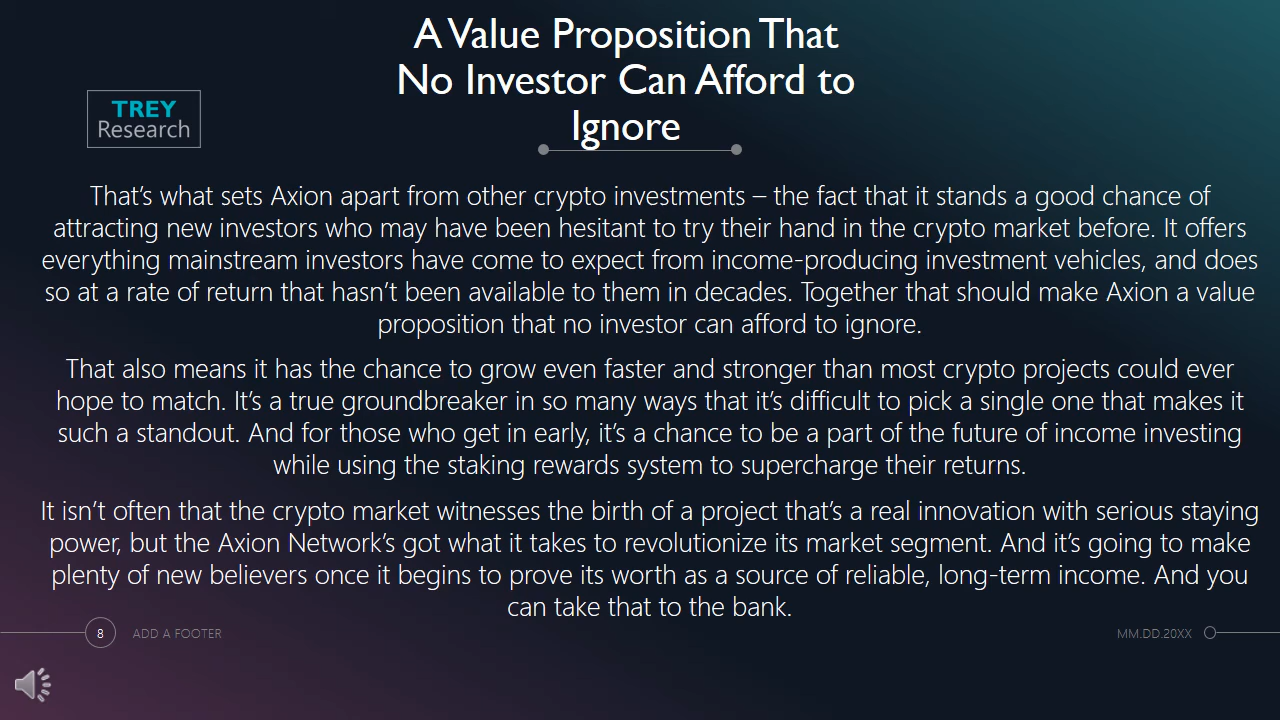 A Value Proposition That
No Investor Can Afford to
Ignore
TREY
Research
That’s what sets Axion apart from other crypto investments – the fact that it stands a good chance of
attracting new investors who may have been hesitant to try their hand in the crypto market before. It offers
everything mainstream investors have come to expect from income-producing investment vehicles, and does
so at a rate of return that hasn’t been available to them in decades. Together that should make Axion a value
proposition that no investor can afford to ignore.
That also means it has the chance to grow even faster and stronger than most crypto projects could ever
hope to match. It’s a true groundbreaker in so many ways that it’s difficult to pick a single one that makes it
such a standout. And for those who get in early, it’s a chance to be a part of the future of income investing
while using the staking rewards system to supercharge their returns.
It isn’t often that the crypto market witnesses the birth of a project that’s a real innovation with serious staying
power, but the Axion Network’s got what it takes to revolutionize its market segment. And it’s going to make
plenty of new believers once it begins to prove its worth as a source of reliable, long-term income. And you
can take that to the bank.
8
ADD A FOOTER
MM.DD.20XX